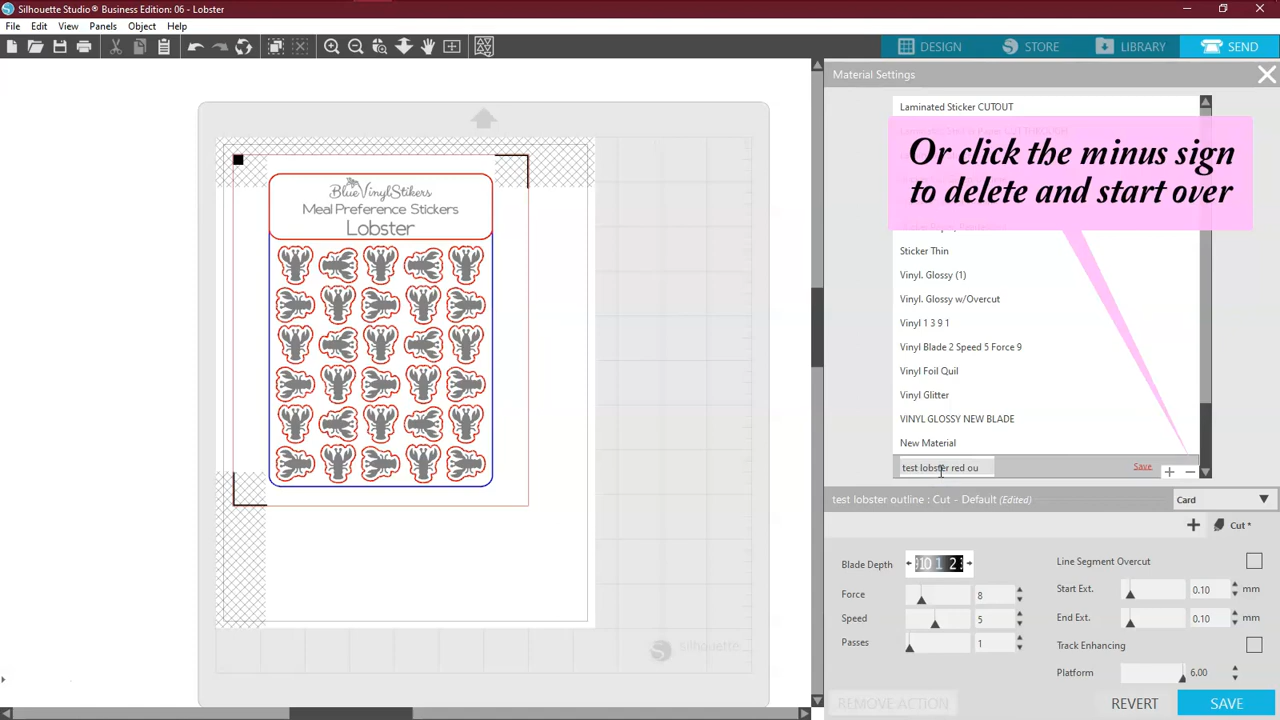 Silhouette Studio® Business Edition: 06 - Lobster
File Edit View Panels Object Help
DESIGN STORE LIBRARY SEND
Material Settings
Laminated Sticker CUTOUT
Or click the minus sign
to delete and start over
Sticker Thin
Vinyl. Glossy (1)
Vinyl. Glossy w/Overcut
Vinyl 1 3 9 1
Vinyl Blade 2 Speed 5 Force 9
Vinyl Foil Quil
Vinyl Glitter
VINYL GLOSSY NEW BLADE
New Material
test lobster red ou Save
test lobster outline : Cut - Default (Edited) Card
Cut *
Blade Depth 10 1 2
Line Segment Overcut
Force 8
Start Ext. 0.10 mm
Speed 5
End Ext. 0.10 mm
Passes 1
Track Enhancing
Platform 6.00
REMOVE ACTION REVERT SAVE
BlueVinylStikers
Meal Preference Stickers
Lobster
silhouette